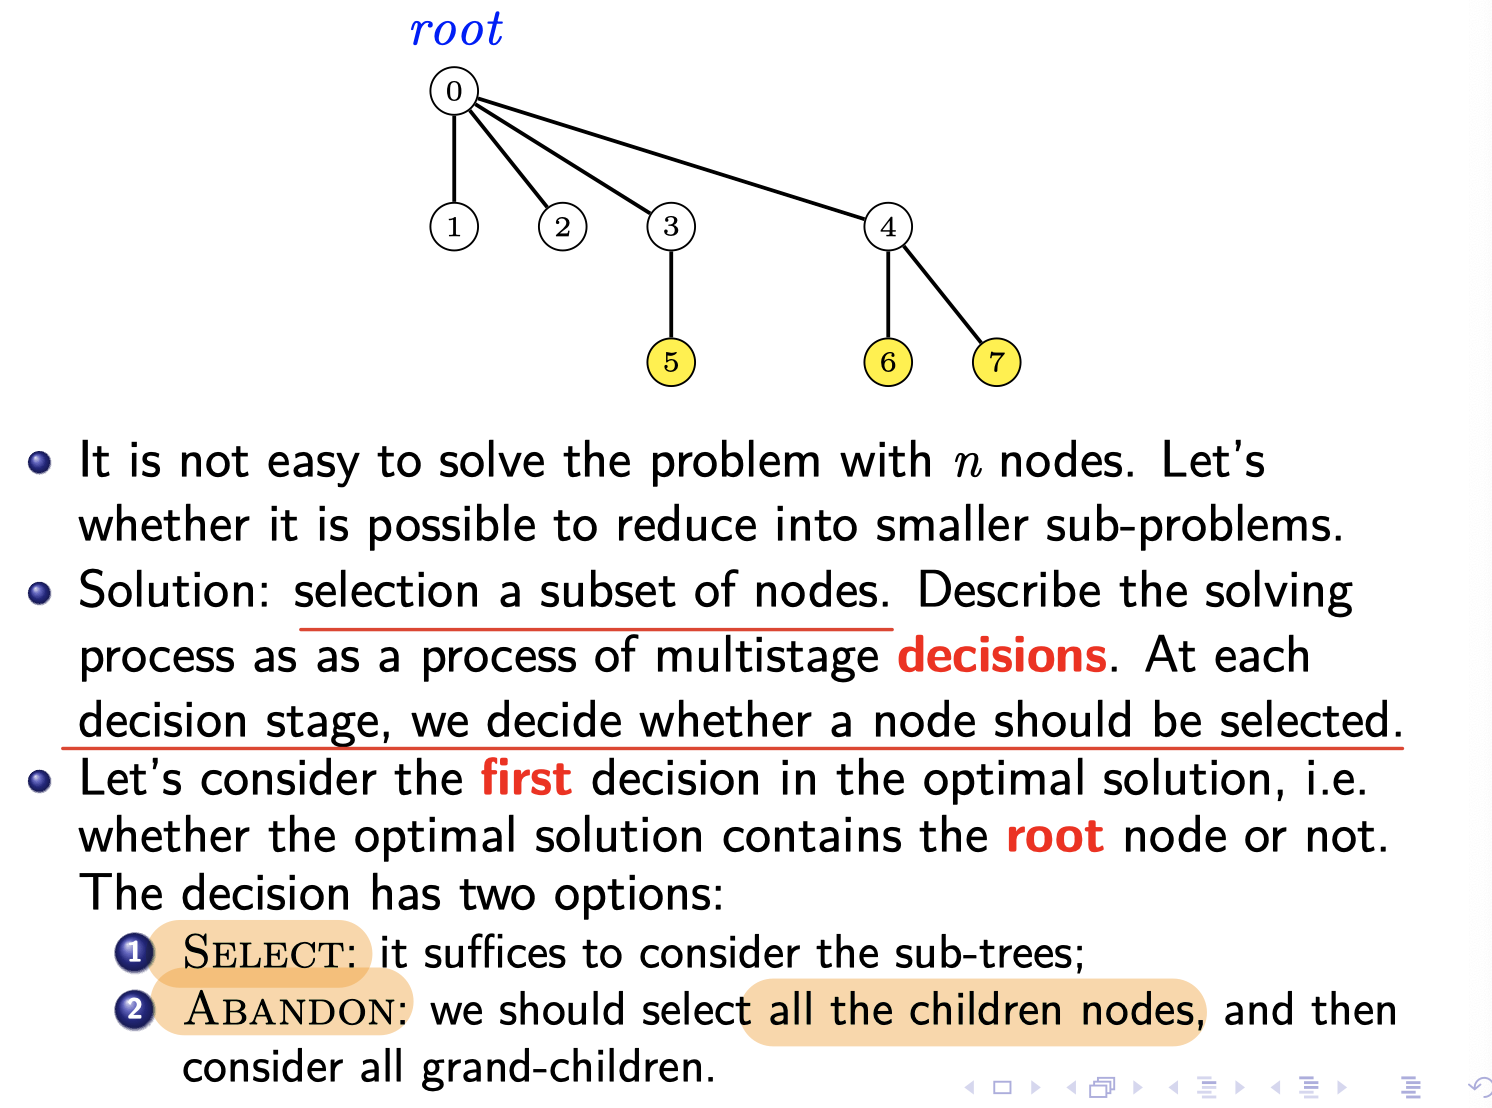 root
0
1 2 3 4
5 6 7
It is not easy to solve the problem with n nodes. Let's
whether it is possible to reduce into smaller sub-problems.
Solution: selection a subset of nodes. Describe the solving
process as as a process of multistage decisions. At each
decision stage, we decide whether a node should be selected.
Let's consider the first decision in the optimal solution, i.e.
whether the optimal solution contains the root node or not.
The decision has two options:
1 SELECT: it suffices to consider the sub-trees;
2 ABANDON: we should select all the children nodes, and then
consider all grand-children.